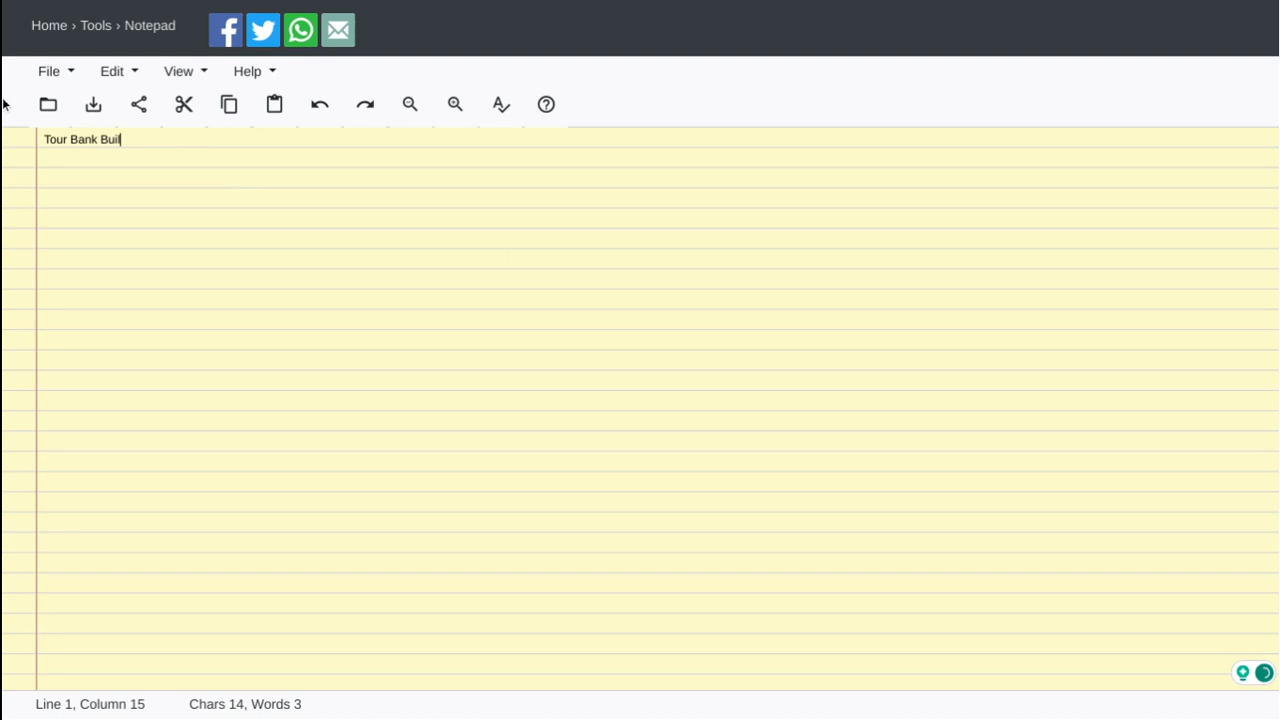 Home › Tools › Notepad
File Edit View Help
Tour Bank Buil
Line 1, Column 15 Chars 14, Words 3